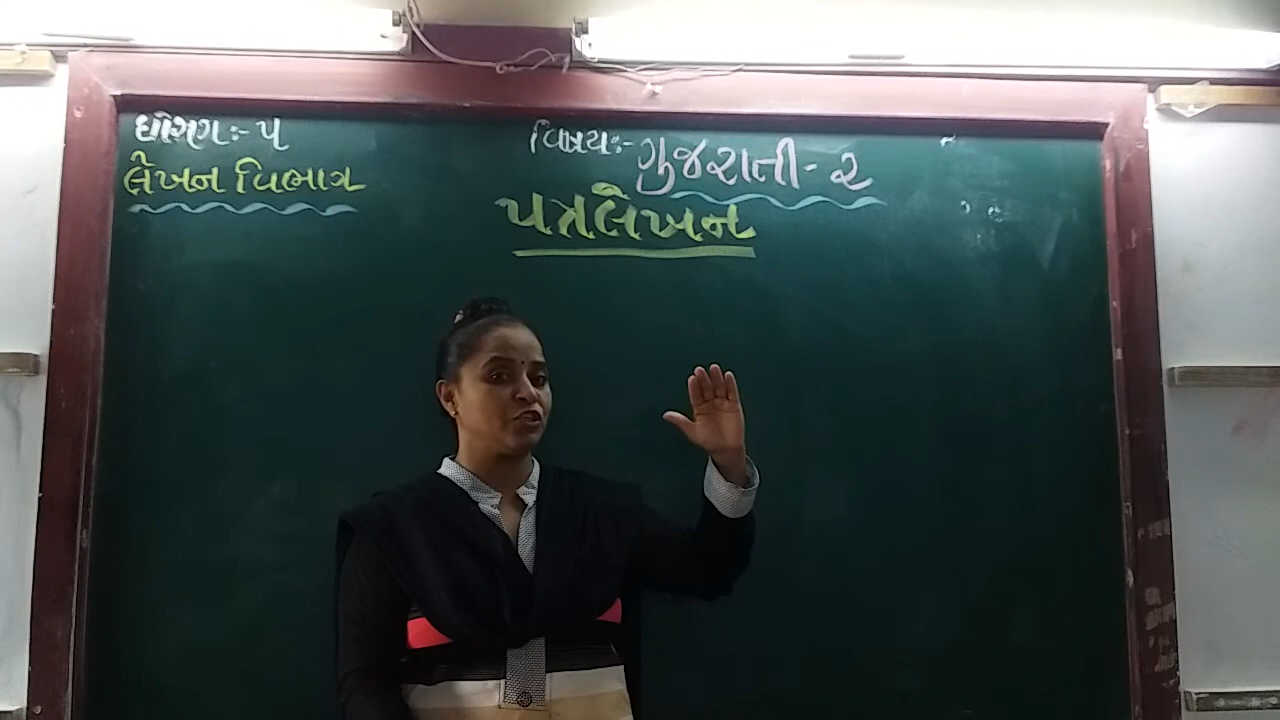 ધોરણ:- ૫
વિષય:- ગુજરાતી - ૨
લેખન વિભાગ
પત્રલેખન